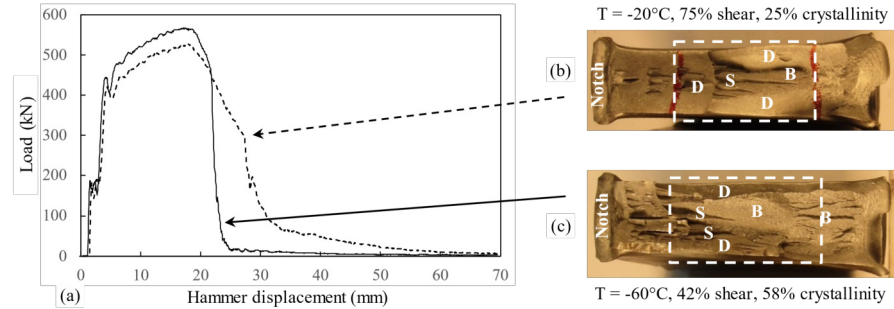 T = -20°C, 75% shear, 25% crystallinity
600
500
400
300
200
100
0
Load (kN)
0 10 20 30 40 50 60 70
Hammer displacement (mm)
(a)
(b)
Notch
D
D S B
D
(c)
Notch
D
S B B
S
D
T = -60°C, 42% shear, 58% crystallinity